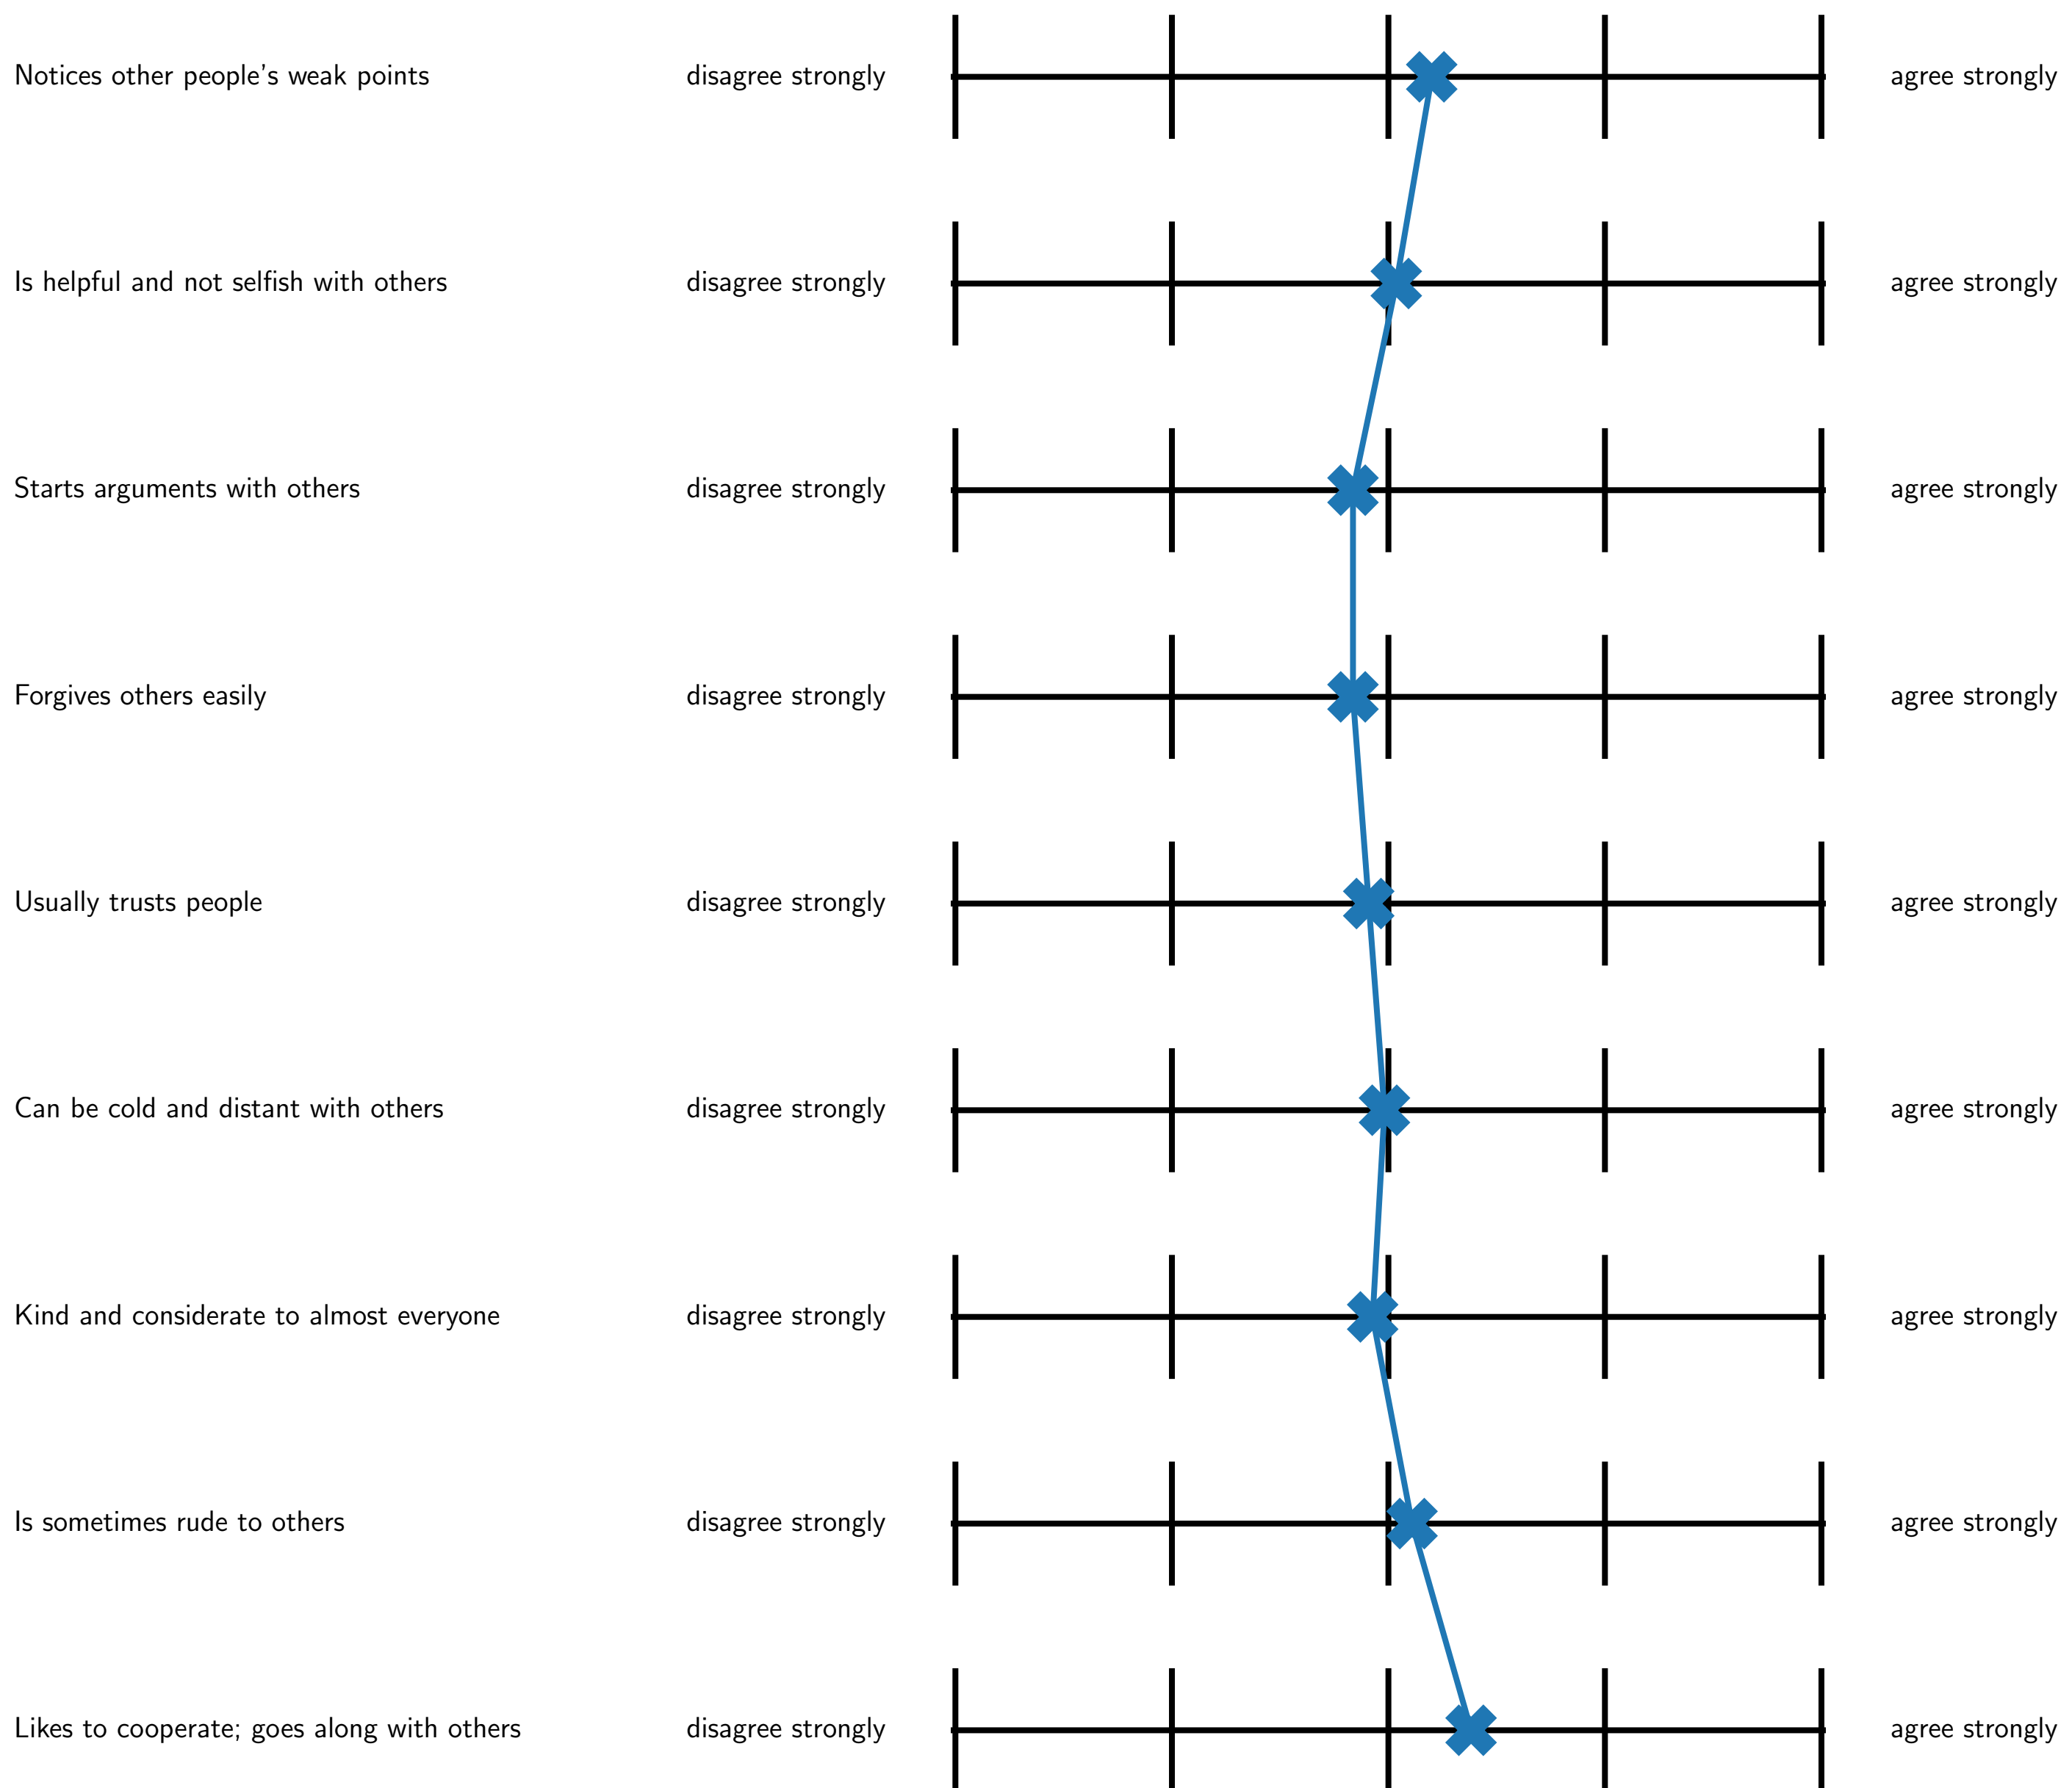 Notices other people's weak points disagree strongly agree strongly
Is helpful and not selfish with others disagree strongly agree strongly
Starts arguments with others disagree strongly agree strongly
Forgives others easily disagree strongly agree strongly
Usually trusts people disagree strongly agree strongly
Can be cold and distant with others disagree strongly agree strongly
Kind and considerate to almost everyone disagree strongly agree strongly
Is sometimes rude to others disagree strongly agree strongly
Likes to cooperate; goes along with others disagree strongly agree strongly